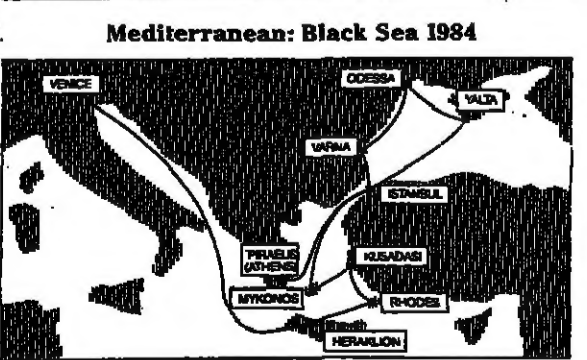 Mediterranean: Black Sea 1984
VENICE
ODESSA
YALTA
VARNA
ISTANBUL
PIRAEUS
(ATHENS)
KUSADASI
MYKONOS
RHODES
HERAKLION